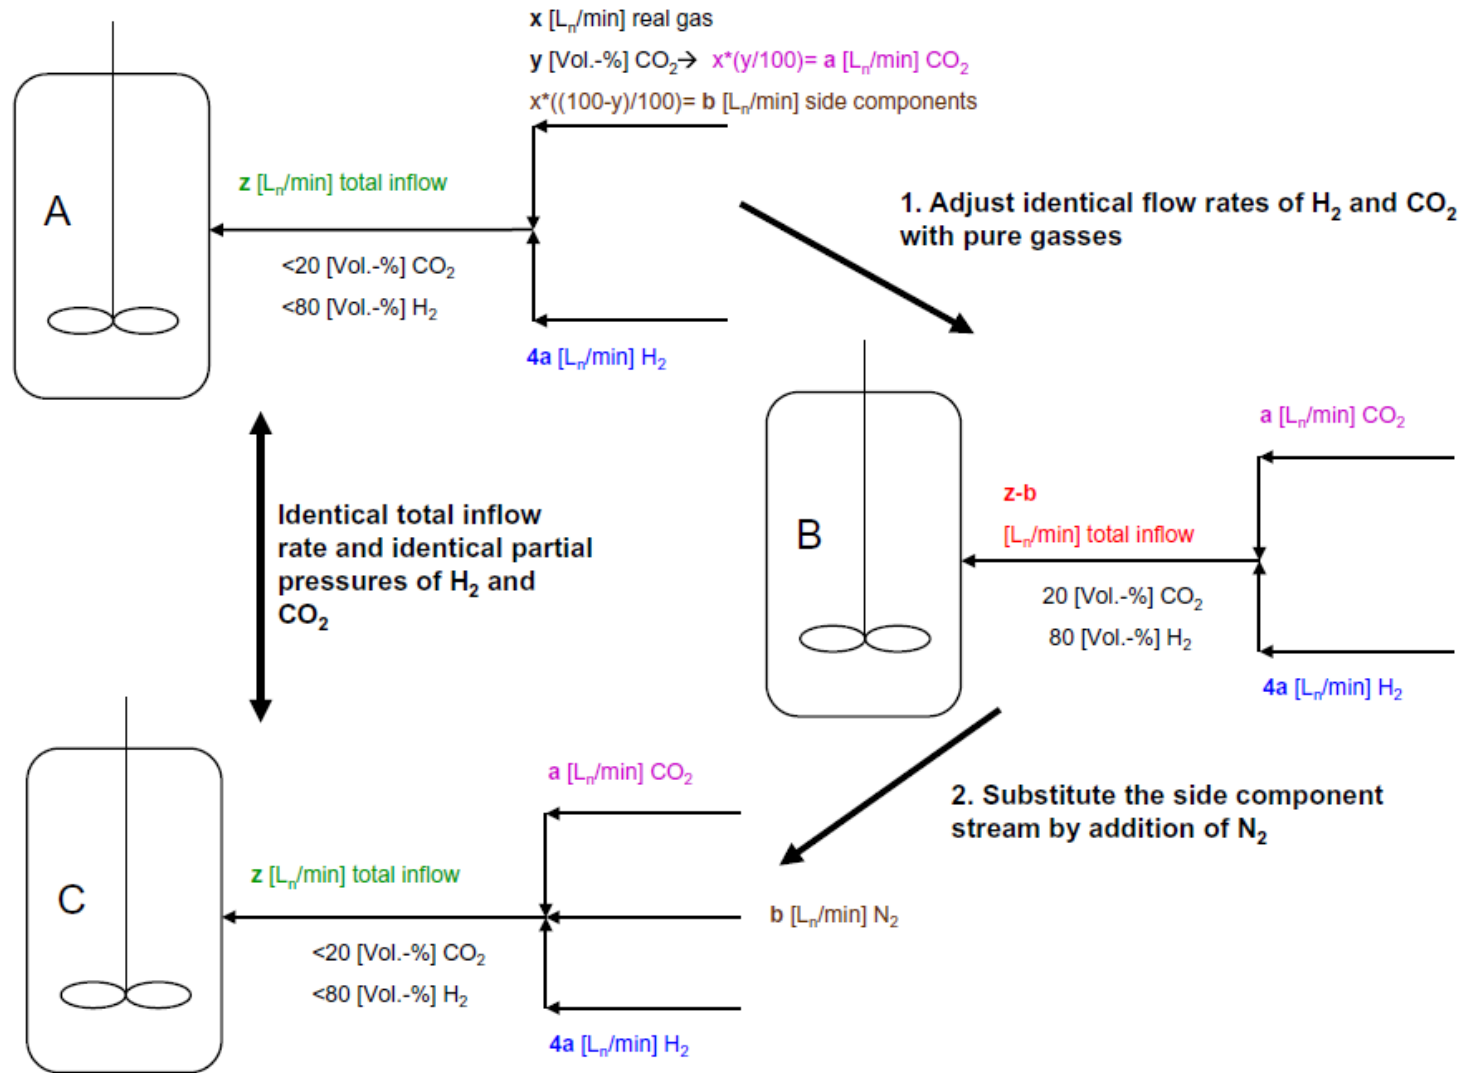 x [Lₙ/min] real gas
y [Vol.-%] CO₂→ x*(y/100)= a [Lₙ/min] CO₂
x*((100-y)/100)= b [Lₙ/min] side components
z [Lₙ/min] total inflow
A
<20 [Vol.-%] CO₂
<80 [Vol.-%] H₂
4a [Lₙ/min] H₂
1. Adjust identical flow rates of H₂ and CO₂
with pure gasses
Identical total inflow
rate and identical partial
pressures of H₂ and
CO₂
a [Lₙ/min] CO₂
z-b
[Lₙ/min] total inflow
B
20 [Vol.-%] CO₂
80 [Vol.-%] H₂
4a [Lₙ/min] H₂
2. Substitute the side component
stream by addition of N₂
a [Lₙ/min] CO₂
z [Lₙ/min] total inflow
C
b [Lₙ/min] N₂
<20 [Vol.-%] CO₂
<80 [Vol.-%] H₂
4a [Lₙ/min] H₂